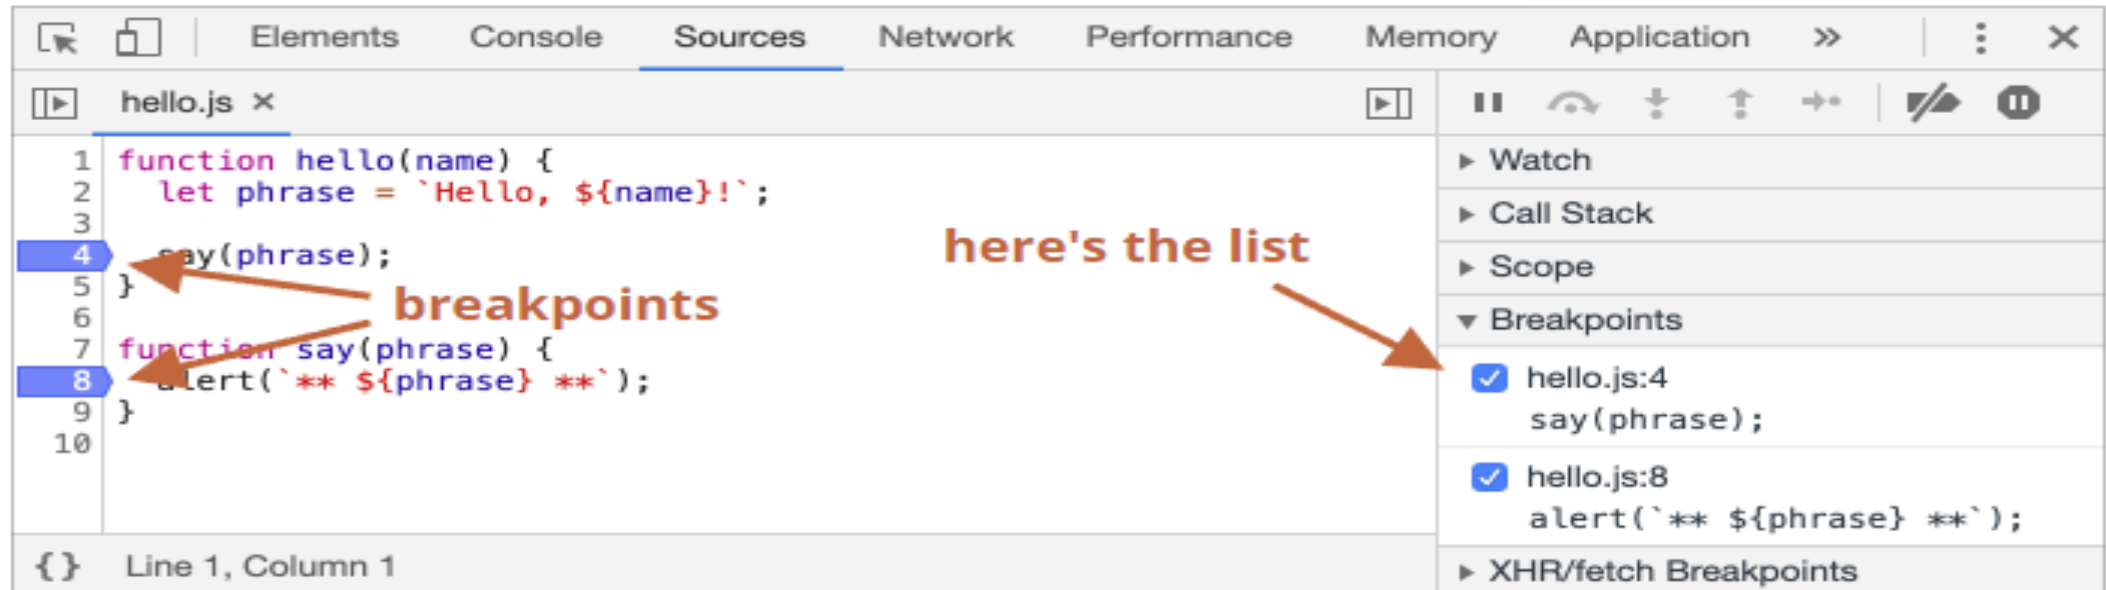 Elements Console Sources Network Performance Memory Application »
hello.js ×
1 function hello(name) {
2   let phrase = `Hello, ${name}!`;
3
4   say(phrase);
5 }
6
7 function say(phrase) {
8   alert(`** ${phrase} **`);
9 }
10
breakpoints
here's the list
{} Line 1, Column 1
Watch
Call Stack
Scope
Breakpoints
hello.js:4
say(phrase);
hello.js:8
alert(`** ${phrase} **`);
XHR/fetch Breakpoints